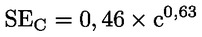 SE_C = 0,46 × c^{0,63}